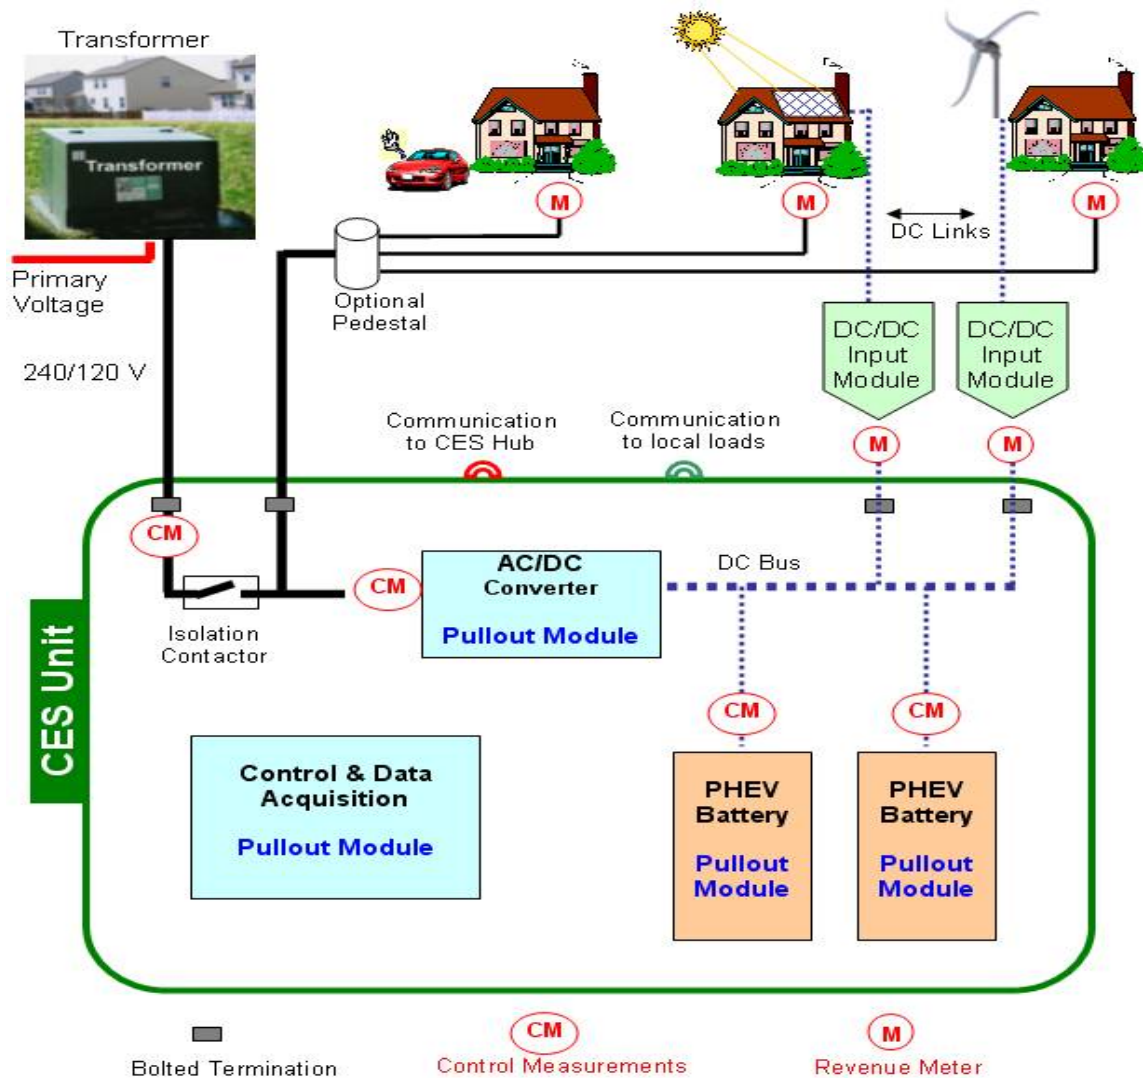 Transformer
Transformer
Primary
Voltage
240/120 V
M
M
M
DC Links
Optional
Pedestal
DC/DC
Input
Module
DC/DC
Input
Module
Communication
to CES Hub
Communication
to local loads
M
M
CM
CM
AC/DC
Converter
Pullout Module
DC Bus
Isolation
Contactor
CES Unit
CM
CM
Control & Data
Acquisition
Pullout Module
PHEV
Battery
Pullout
Module
PHEV
Battery
Pullout
Module
Bolted Termination
CM
Control Measurements
M
Revenue Meter